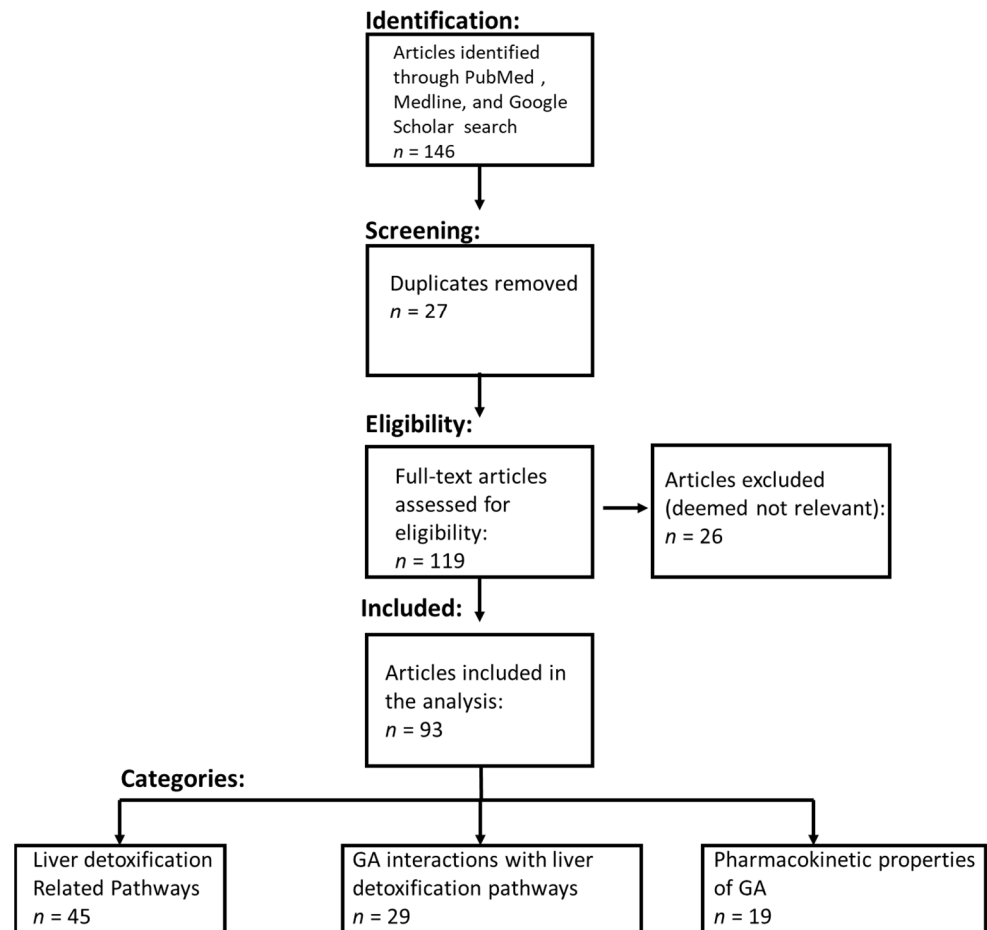 Identification:
Articles identified
through PubMed ,
Medline, and Google
Scholar search
n = 146
Screening:
Duplicates removed
n = 27
Eligibility:
Full-text articles
assessed for
eligibility:
n = 119
Articles excluded
(deemed not relevant):
n = 26
Included:
Articles included in
the analysis:
n = 93
Categories:
Liver detoxification
Related Pathways
n = 45
GA interactions with liver
detoxification pathways
n = 29
Pharmacokinetic properties
of GA
n = 19